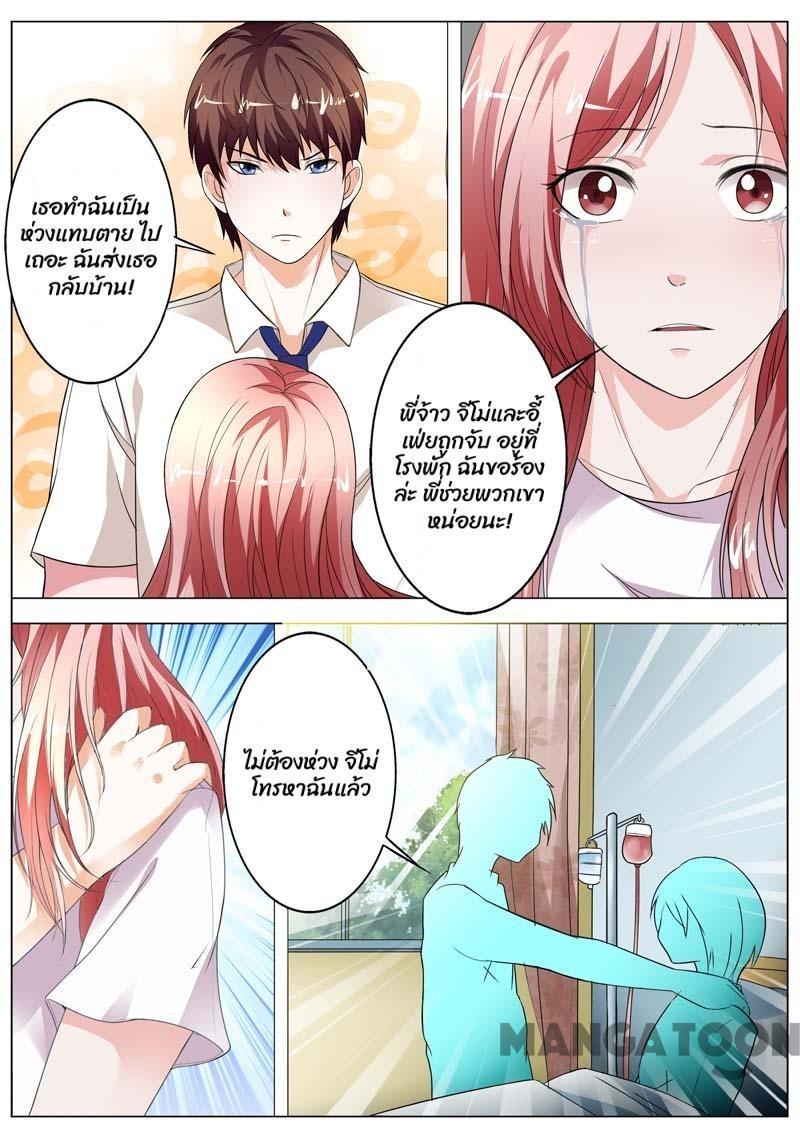 เธอทำฉันเป็น
ห่วงแทบตาย ไป
เถอะ ฉันส่งเธอ
กลับบ้าน!
พี่จ้าว จีโม่และอี้
เฟยถูกจับ อยู่ที่
โรงพัก ฉันขอร้อง
ล่ะ พี่ช่วยพวกเขา
หน่อยนะ!
ไม่ต้องห่วง จีโม่
โทรหาฉันแล้ว
MANGATOON